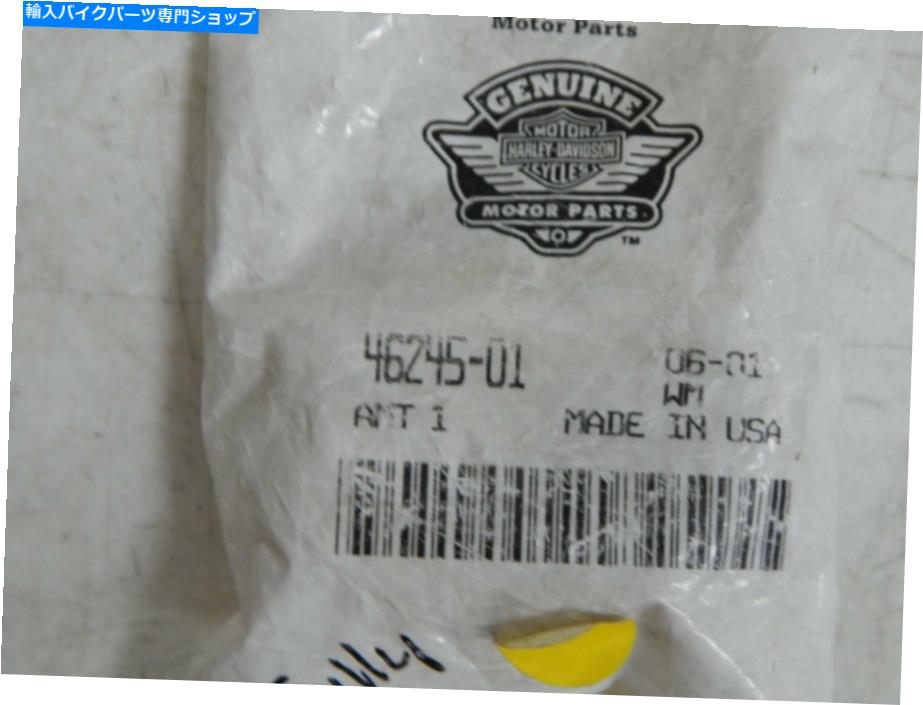 輸入バイクパーツ専門ショップ
Motor Parts
GENUINE
MOTOR
HARLEY-DAVIDSON
CYCLES
MOTOR PARTS
TM
46245-01
06-01
WM
AMT 1
MADE IN USA